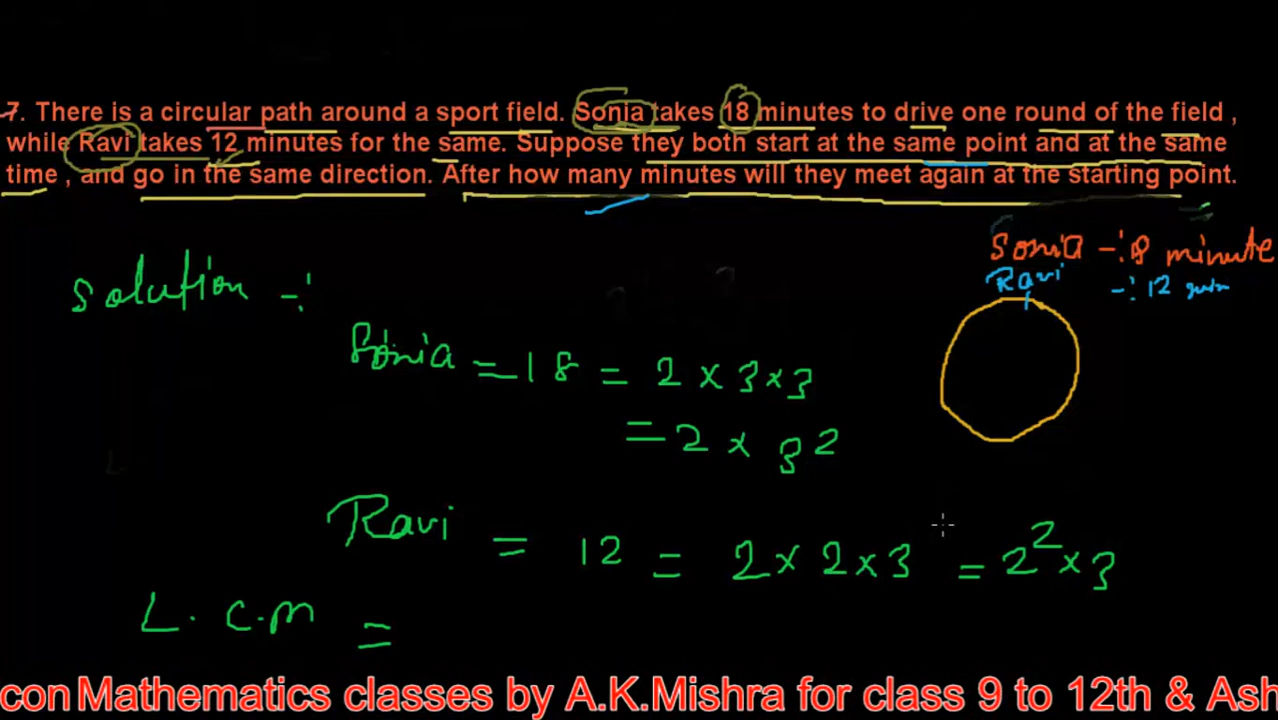 7. There is a circular path around a sport field. Sonia takes 18 minutes to drive one round of the field ,
while Ravi takes 12 minutes for the same. Suppose they both start at the same point and at the same
time , and go in the same direction. After how many minutes will they meet again at the starting point.
Sonia -: 8 minute
Ravi -: 12 min
Solution -:
Sonia = 18 = 2 × 3 × 3
= 2 × 3²
Ravi = 12 = 2 × 2 × 3 = 2² × 3
L.C.M =
con Mathematics classes by A.K.Mishra for class 9 to 12th & Ash